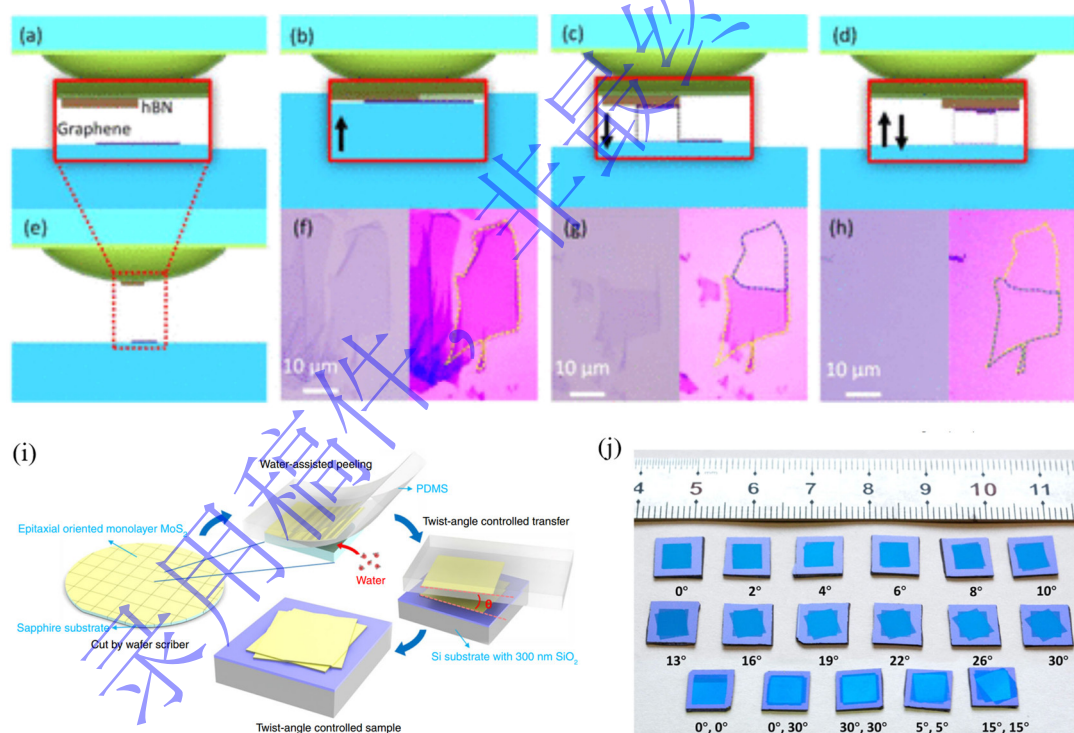 (a)
(b)
(c)
(d)
hBN
Graphene
(e)
(f)
(g)
(h)
10 μm
10 μm
10 μm
(i)
(j)
Water-assisted peeling
PDMS
Epitaxial oriented monolayer MoS₂
Twist-angle controlled transfer
Water
θ
Sapphire substrate
Cut by wafer scriber
Si substrate with 300 nm SiO₂
Twist-angle controlled sample
4 5 6 7 8 9 10 11
0° 2° 4° 6° 8° 10°
13° 16° 19° 22° 26° 30°
0°, 0° 0°, 30° 30°, 30° 5°, 5° 15°, 15°